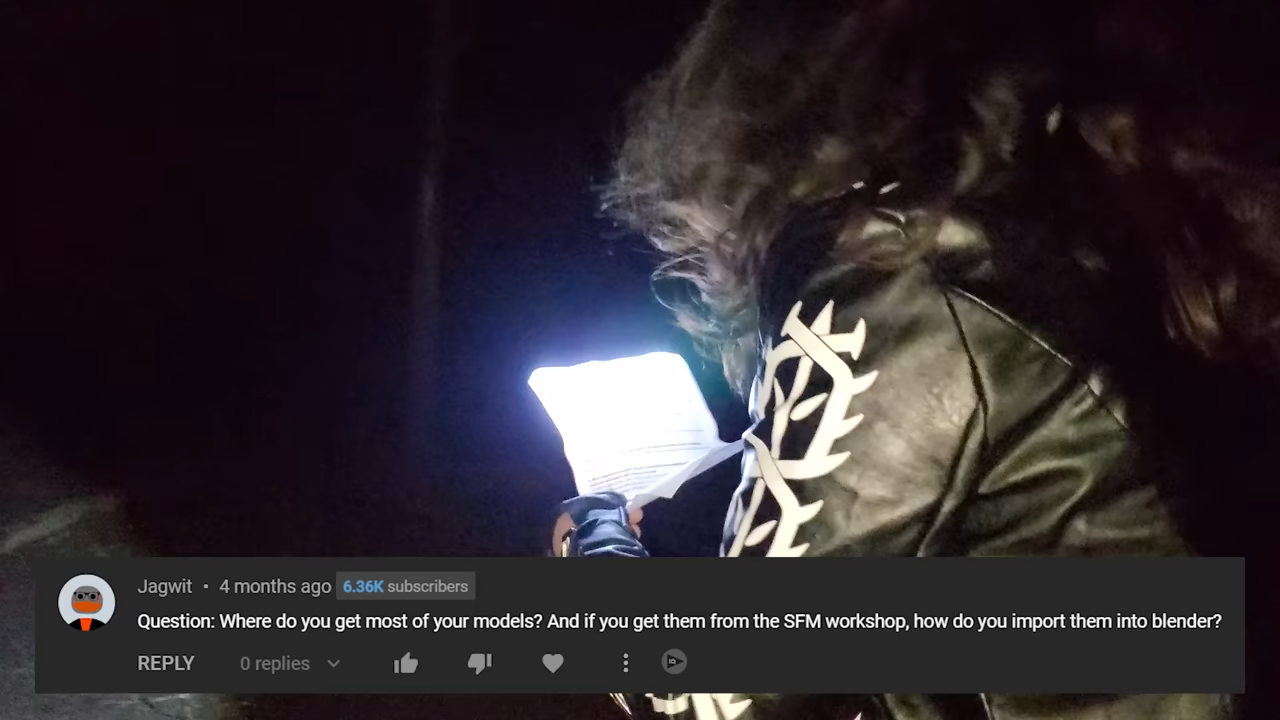 Jagwit • 4 months ago 6.36K subscribers
Question: Where do you get most of your models? And if you get them from the SFM workshop, how do you import them into blender?
REPLY 0 replies